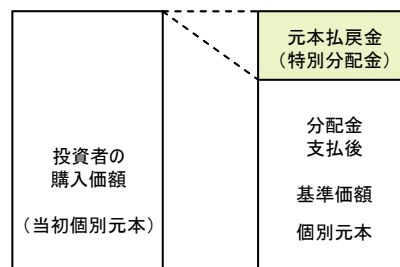 投資者の
購入価額
（当初個別元本）
元本払戻金
（特別分配金）
分配金
支払後
基準価額
個別元本